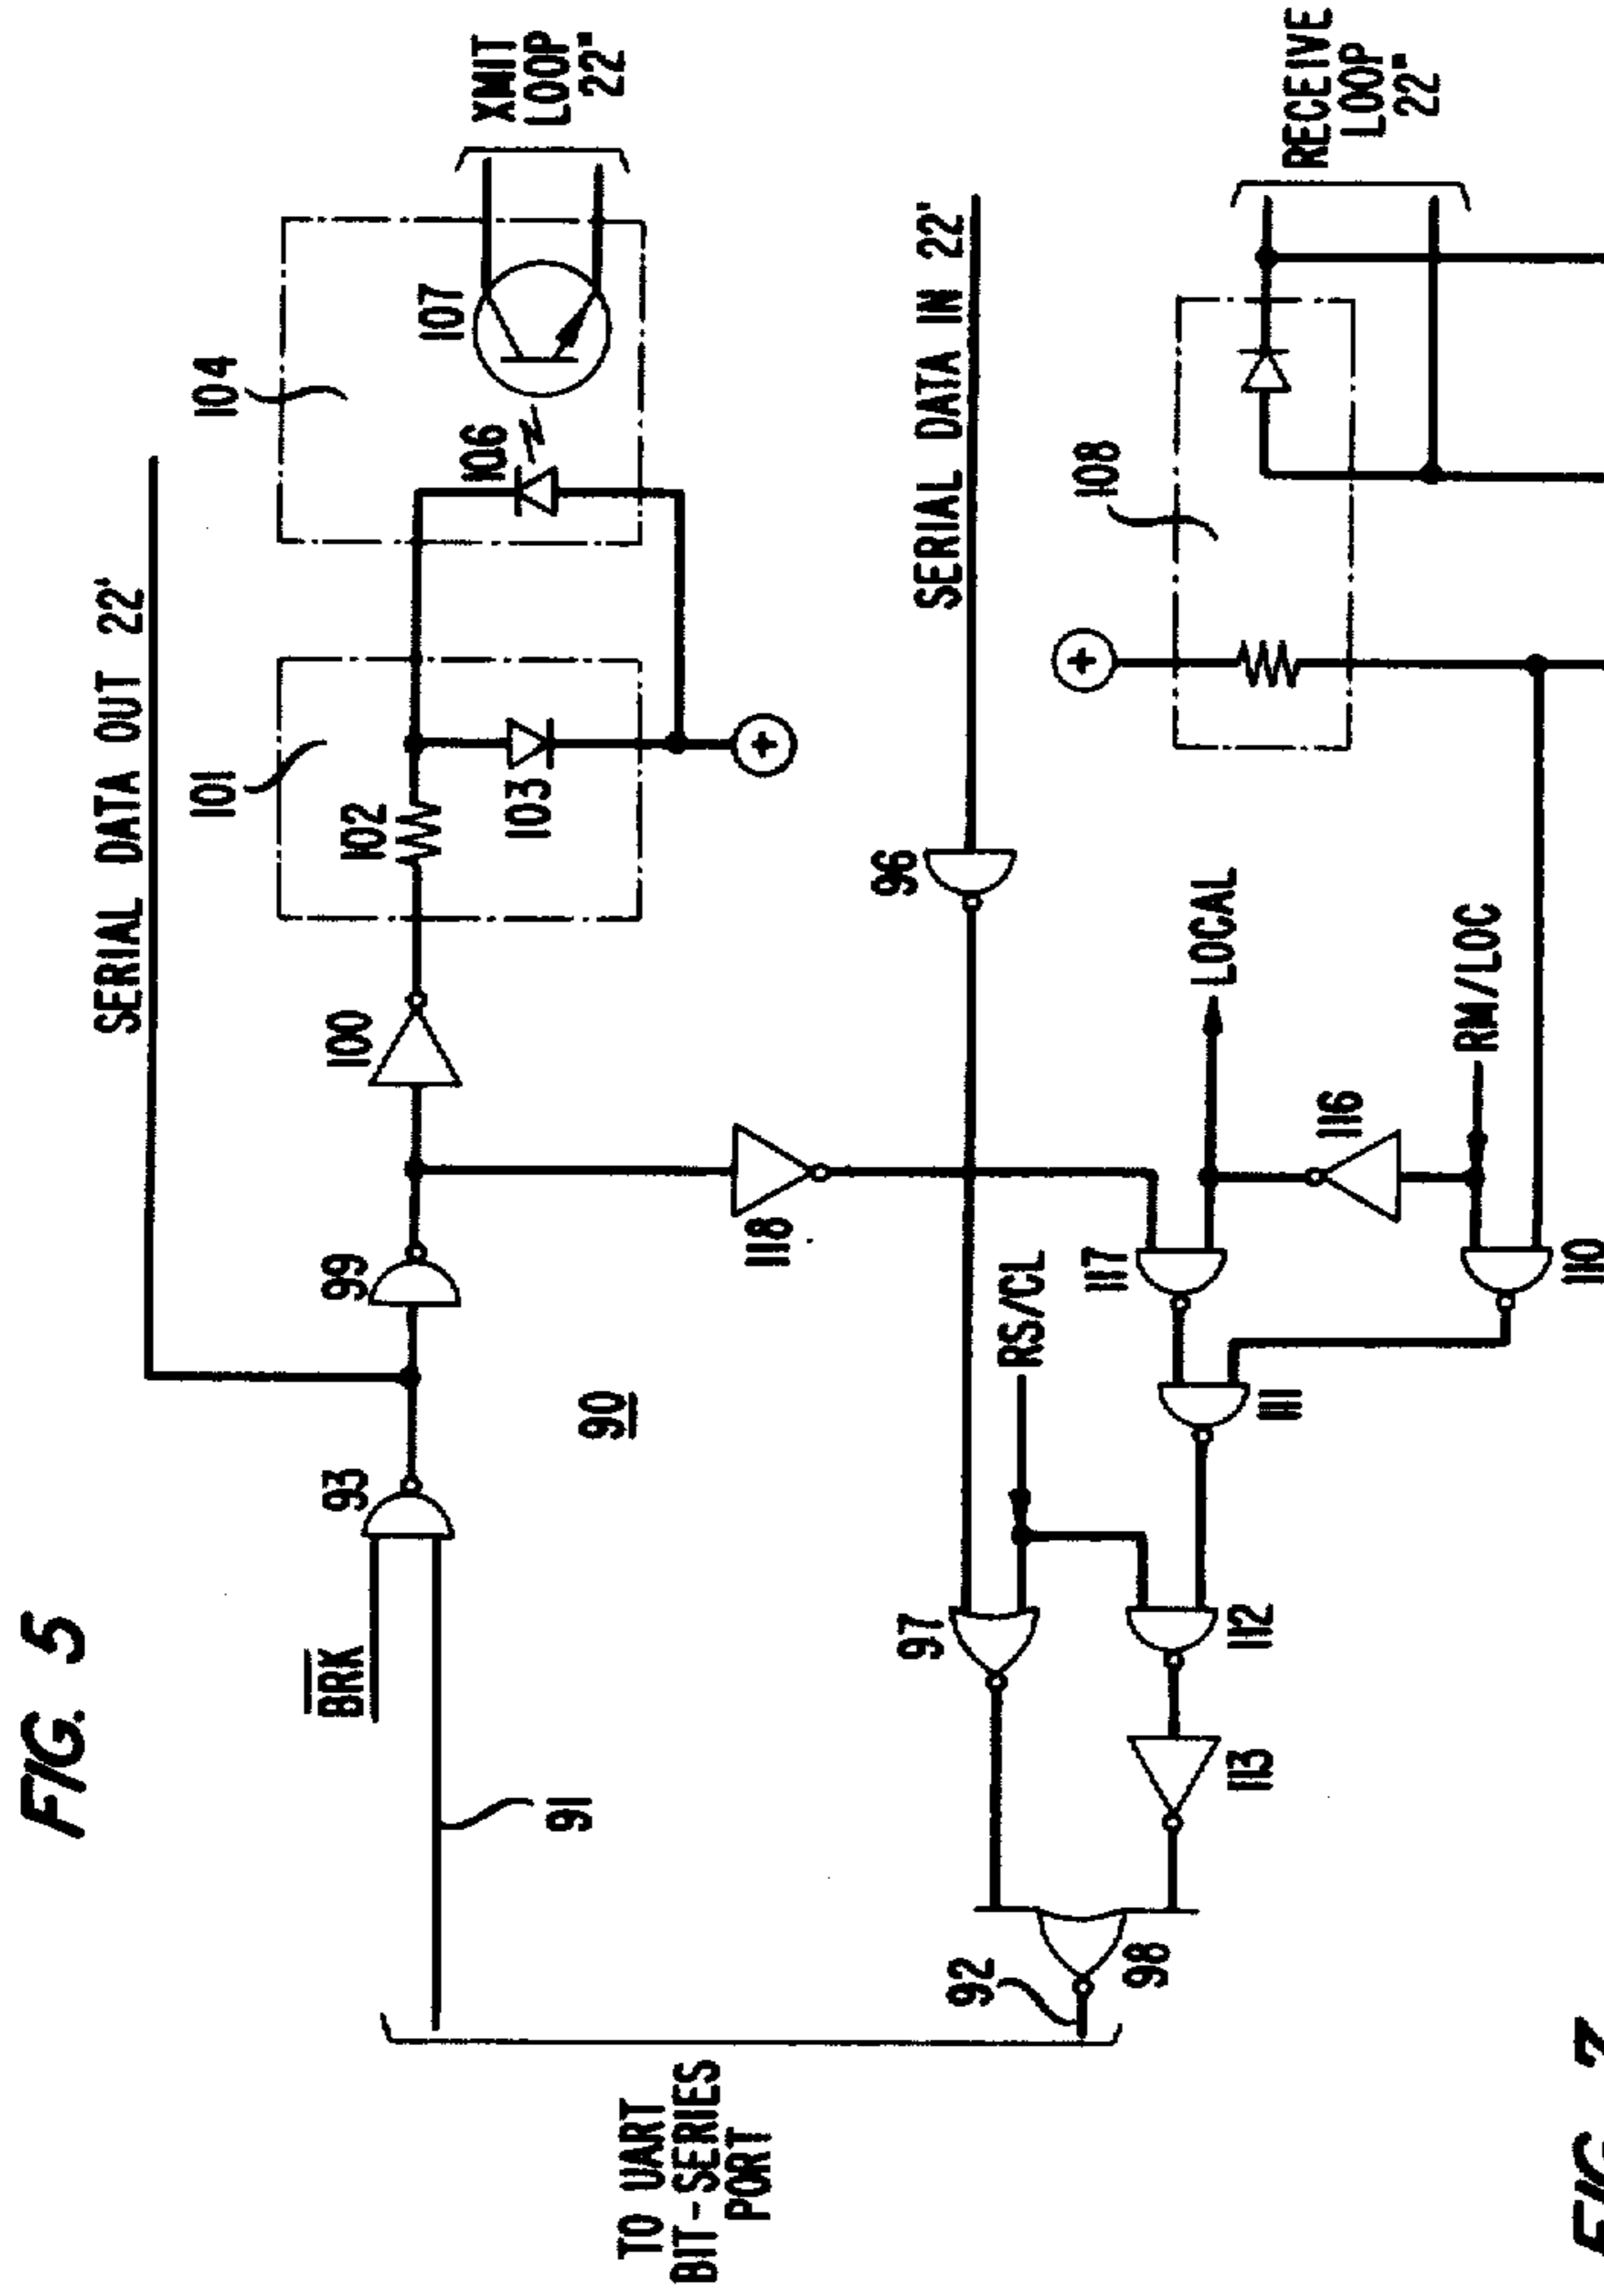 FIG. 5
SERIAL DATA OUT 22'
BRK
93
99
100
101
102
103
104
106
107
XMIT
LOOP
22"
91
90
118
TO UART
BIT-SERIES
PORT
92
98
97
96
SERIAL DATA IN 22'
RS/CL
113
112
111
117
LOCAL
116
RM/LOC
110
108
RECEIVE
LOOP
22"
+
+